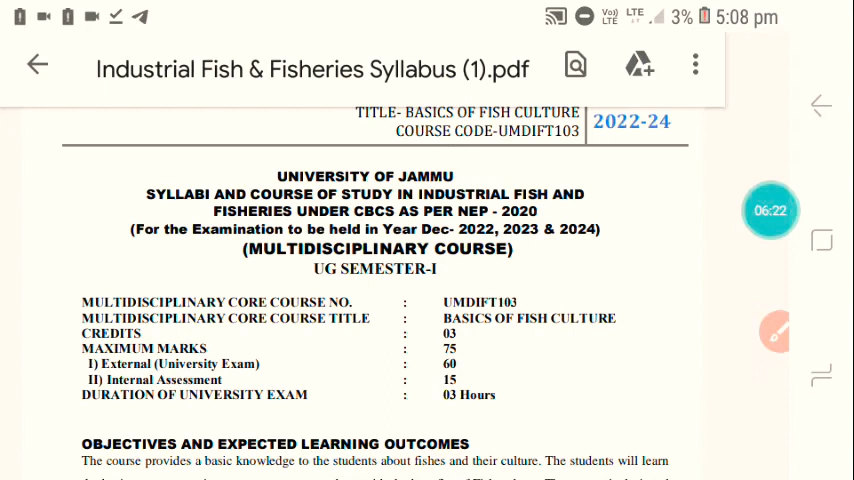 Vo)) LTE LTE 3% 5:08 pm
Industrial Fish & Fisheries Syllabus (1).pdf
TITLE- BASICS OF FISH CULTURE
COURSE CODE-UMDIFT103
2022-24
UNIVERSITY OF JAMMU
SYLLABI AND COURSE OF STUDY IN INDUSTRIAL FISH AND
FISHERIES UNDER CBCS AS PER NEP - 2020
(For the Examination to be held in Year Dec- 2022, 2023 & 2024)
(MULTIDISCIPLINARY COURSE)
UG SEMESTER-I
06:22
MULTIDISCIPLINARY CORE COURSE NO. : UMDIFT103
MULTIDISCIPLINARY CORE COURSE TITLE : BASICS OF FISH CULTURE
CREDITS : 03
MAXIMUM MARKS : 75
I) External (University Exam) : 60
II) Internal Assessment : 15
DURATION OF UNIVERSITY EXAM : 03 Hours
OBJECTIVES AND EXPECTED LEARNING OUTCOMES
The course provides a basic knowledge to the students about fishes and their culture. The students will learn